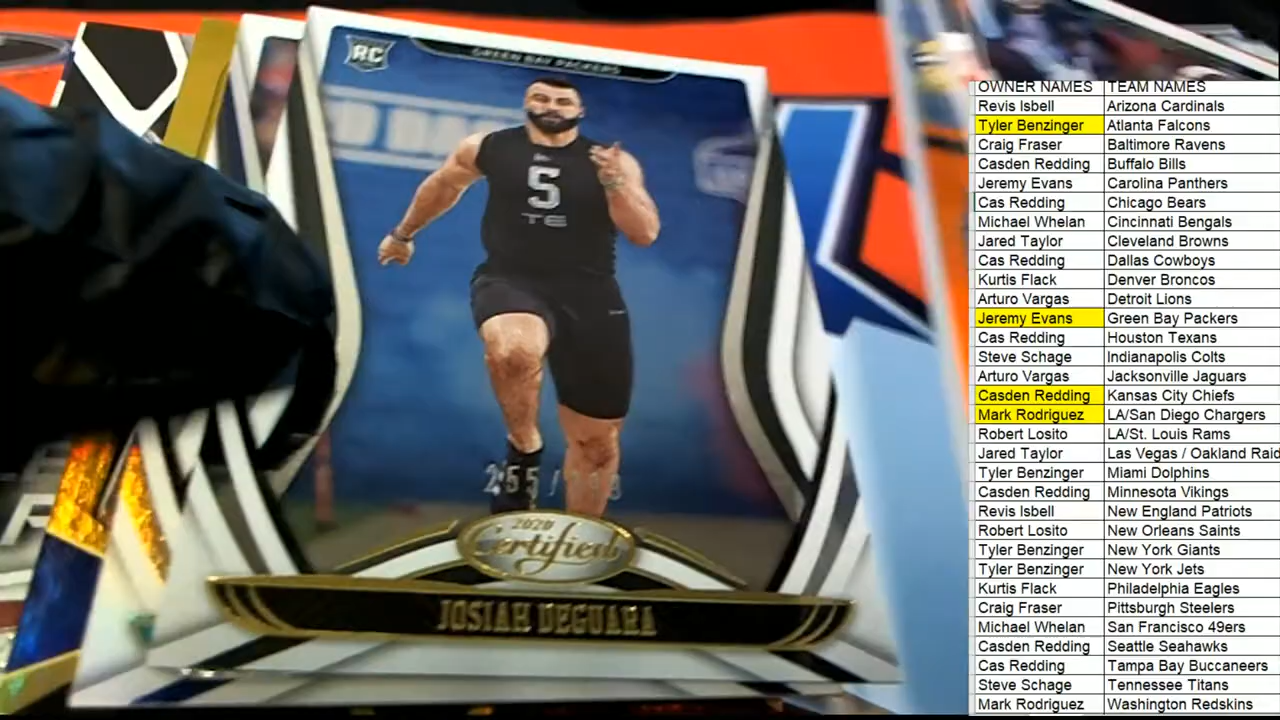 RC
GREEN BAY PACKERS
S
TE
2020
Certified
JOSIAH DEGUARA
OWNER NAMES TEAM NAMES
Revis Isbell Arizona Cardinals
Tyler Benzinger Atlanta Falcons
Craig Fraser Baltimore Ravens
Casden Redding Buffalo Bills
Jeremy Evans Carolina Panthers
Cas Redding Chicago Bears
Michael Whelan Cincinnati Bengals
Jared Taylor Cleveland Browns
Cas Redding Dallas Cowboys
Kurtis Flack Denver Broncos
Arturo Vargas Detroit Lions
Jeremy Evans Green Bay Packers
Cas Redding Houston Texans
Steve Schage Indianapolis Colts
Arturo Vargas Jacksonville Jaguars
Casden Redding Kansas City Chiefs
Mark Rodriguez LA/San Diego Chargers
Robert Losito LA/St. Louis Rams
Jared Taylor Las Vegas / Oakland Raid
Tyler Benzinger Miami Dolphins
Casden Redding Minnesota Vikings
Revis Isbell New England Patriots
Robert Losito New Orleans Saints
Tyler Benzinger New York Giants
Tyler Benzinger New York Jets
Kurtis Flack Philadelphia Eagles
Craig Fraser Pittsburgh Steelers
Michael Whelan San Francisco 49ers
Casden Redding Seattle Seahawks
Cas Redding Tampa Bay Buccaneers
Steve Schage Tennessee Titans
Mark Rodriguez Washington Redskins